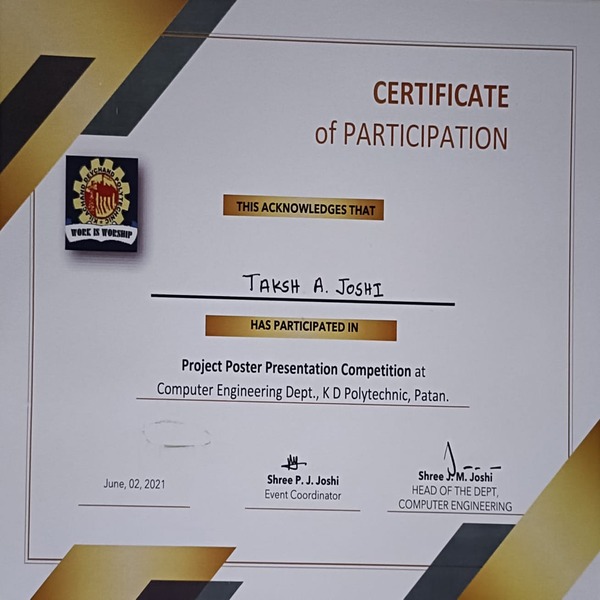 CERTIFICATE
of PARTICIPATION
WORK IS WORSHIP
THIS ACKNOWLEDGES THAT
TAKSH A. JOSHI
HAS PARTICIPATED IN
Project Poster Presentation Competition at
Computer Engineering Dept., K D Polytechnic, Patan.
June, 02, 2021
Shree P. J. Joshi
Event Coordinator
Shree J. M. Joshi
HEAD OF THE DEPT,
COMPUTER ENGINEERING